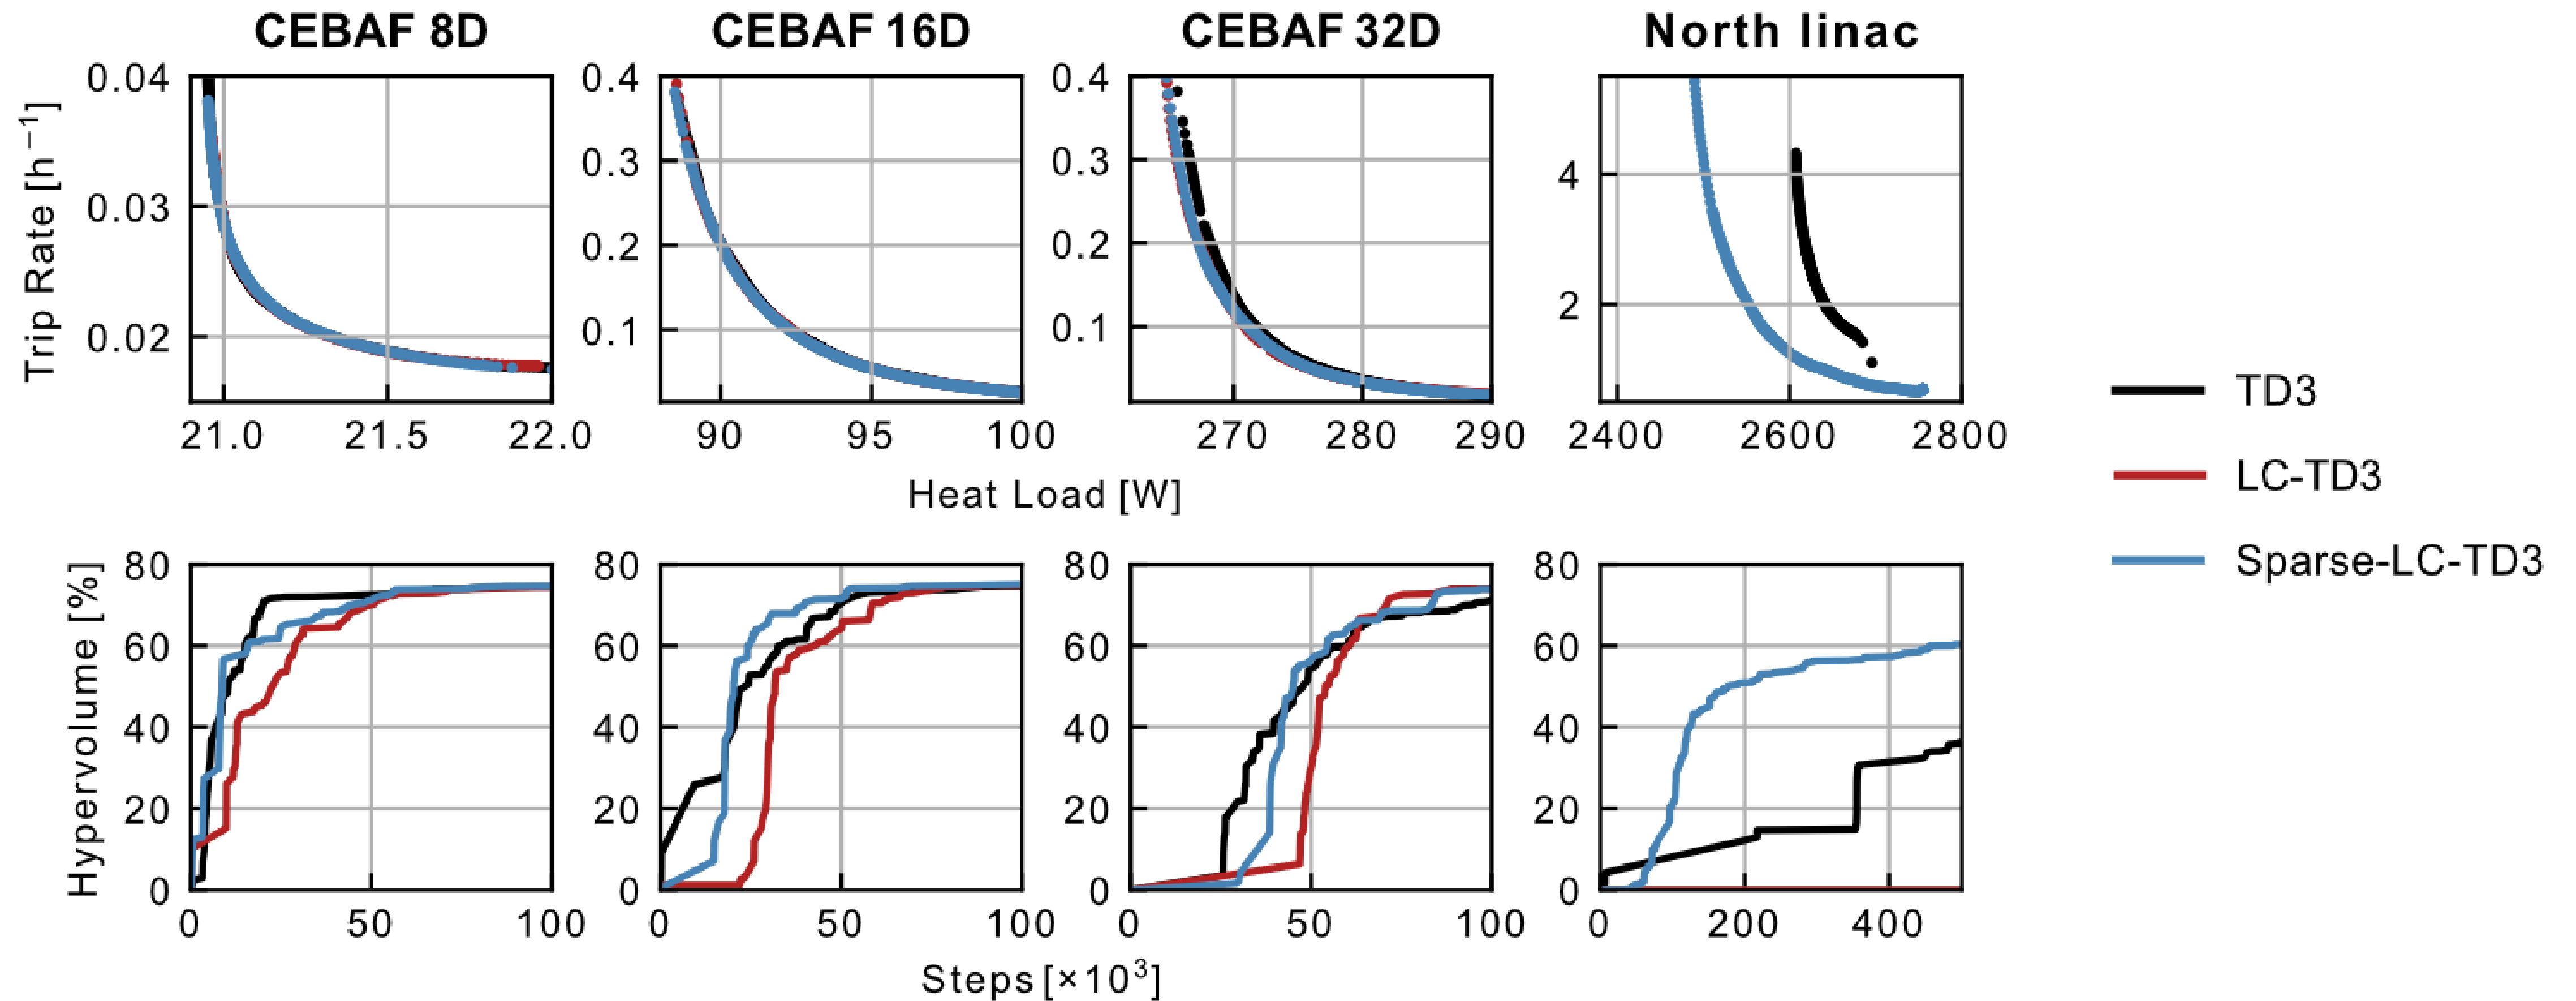 CEBAF 8D
CEBAF 16D
CEBAF 32D
North linac
Trip Rate [h⁻¹]
0.04
0.03
0.02
21.0 21.5 22.0
0.4
0.3
0.2
0.1
90 95 100
0.4
0.3
0.2
0.1
270 280 290
4
2
2400 2600 2800
Heat Load [W]
TD3
LC-TD3
Sparse-LC-TD3
Hypervolume [%]
80
60
40
20
0
0 50 100
80
60
40
20
0
0 50 100
80
60
40
20
0
0 50 100
80
60
40
20
0
0 200 400
Steps [×10³]